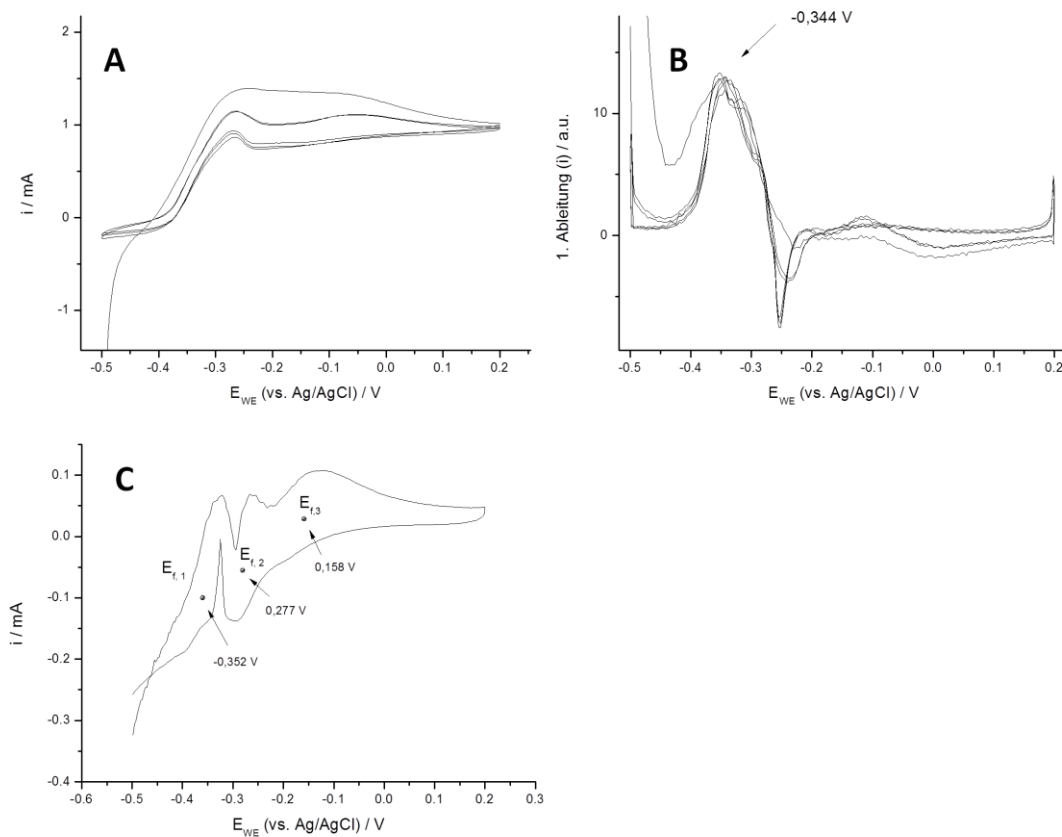 A
i / mA
2
1
0
-1
-0.5 -0.4 -0.3 -0.2 -0.1 0.0 0.1 0.2
E_WE (vs. Ag/AgCl) / V
B
-0,344 V
1. Ableitung (i) / a.u.
10
0
-0.5 -0.4 -0.3 -0.2 -0.1 0.0 0.1 0.2
E_WE (vs. Ag/AgCl) / V
C
i / mA
0.1
0.0
-0.1
-0.2
-0.3
-0.4
E_f,3
0,158 V
E_f, 2
0,277 V
E_f, 1
-0,352 V
-0.6 -0.5 -0.4 -0.3 -0.2 -0.1 0.0 0.1 0.2 0.3
E_WE (vs. Ag/AgCl) / V